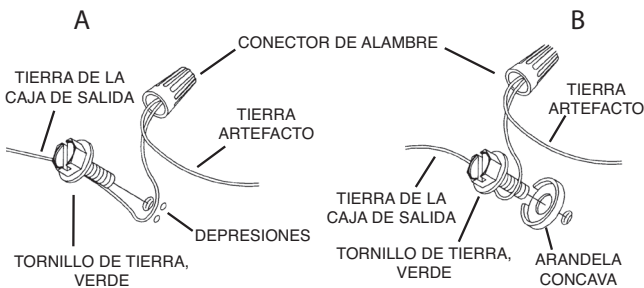 A
B
CONECTOR DE ALAMBRE
TIERRA DE LA
CAJA DE SALIDA
TIERRA
ARTEFACTO
TIERRA
ARTEFACTO
TIERRA DE LA
CAJA DE SALIDA
DEPRESIONES
TORNILLO DE TIERRA,
VERDE
TORNILLO DE TIERRA,
VERDE
ARANDELA
CONCAVA